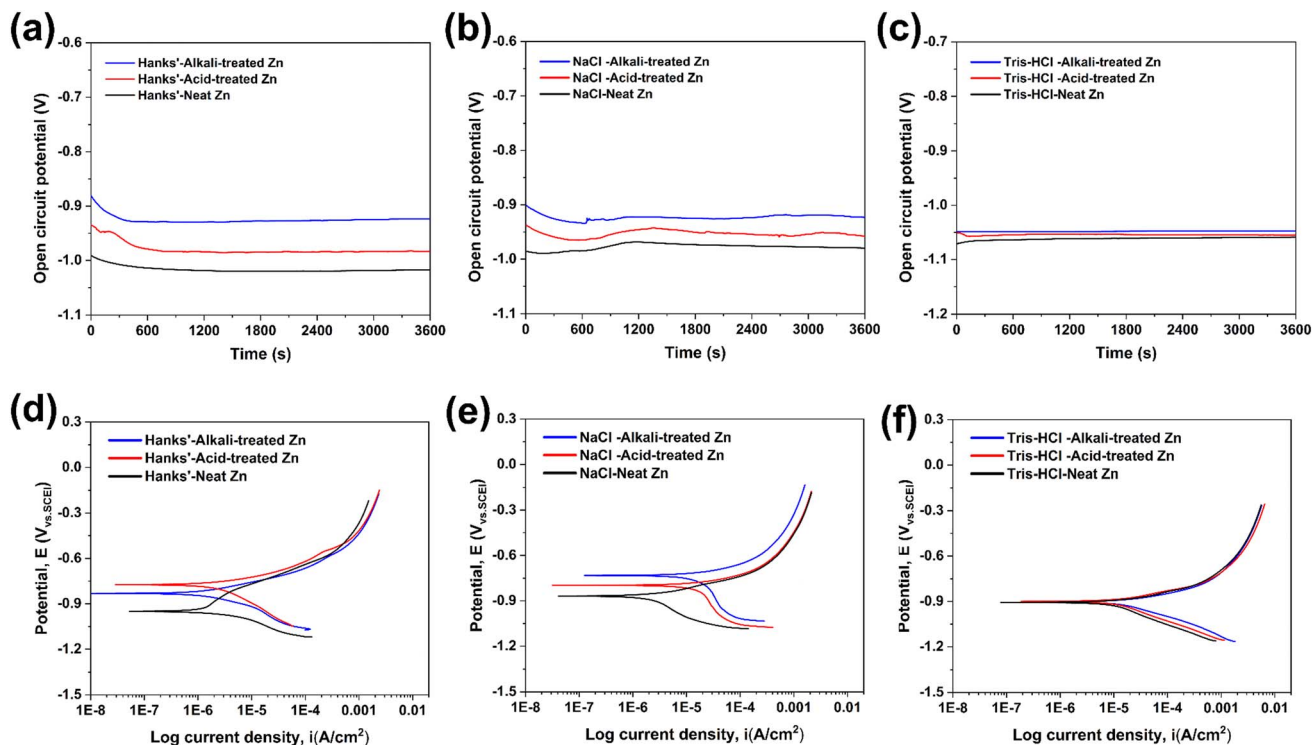 (a)
-0.6
-0.7
-0.8
-0.9
-1.0
-1.1
Open circuit potential (V)
Hanks'-Alkali-treated Zn
Hanks'-Acid-treated Zn
Hanks'-Neat Zn
0 600 1200 1800 2400 3000 3600
Time (s)
(b)
-0.6
-0.7
-0.8
-0.9
-1.0
-1.1
Open circuit potential (V)
NaCl -Alkali-treated Zn
NaCl -Acid-treated Zn
NaCl-Neat Zn
0 600 1200 1800 2400 3000 3600
Time (s)
(c)
-0.7
-0.8
-0.9
-1.0
-1.1
-1.2
Open circuit potential (V)
Tris-HCl -Alkali-treated Zn
Tris-HCl -Acid-treated Zn
Tris-HCl-Neat Zn
0 600 1200 1800 2400 3000 3600
Time (s)
(d)
0.3
0.0
-0.3
-0.6
-0.9
-1.2
-1.5
Potential, E (Vvs.SCEl)
Hanks'-Alkali-treated Zn
Hanks'-Acid-treated Zn
Hanks'-Neat Zn
1E-8 1E-7 1E-6 1E-5 1E-4 0.001 0.01
Log current density, i(A/cm²)
(e)
0.3
0.0
-0.3
-0.6
-0.9
-1.2
-1.5
Potential, E (Vvs.SCEl)
NaCl -Alkali-treated Zn
NaCl -Acid-treated Zn
NaCl-Neat Zn
1E-8 1E-7 1E-6 1E-5 1E-4 0.001 0.01
Log current density, i(A/cm²)
(f)
0.3
0.0
-0.3
-0.6
-0.9
-1.2
-1.5
Potential, E (Vvs.SCEl)
Tris-HCl -Alkali-treated Zn
Tris-HCl -Acid-treated Zn
Tris-HCl-Neat Zn
1E-8 1E-7 1E-6 1E-5 1E-4 0.001 0.01
Log current density, i(A/cm²)